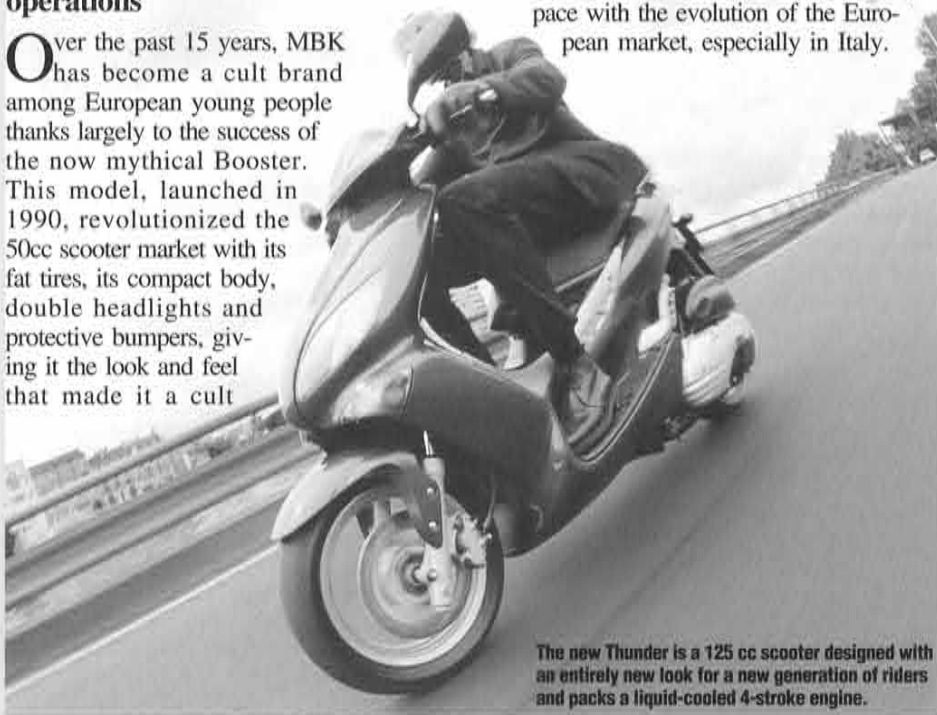 operations
Over the past 15 years, MBK
has become a cult brand
among European young people
thanks largely to the success of
the now mythical Booster.
This model, launched in
1990, revolutionized the
50cc scooter market with its
fat tires, its compact body,
double headlights and
protective bumpers, giv-
ing it the look and feel
that made it a cult
pace with the evolution of the Euro-
pean market, especially in Italy.
The new Thunder is a 125 cc scooter designed with
an entirely new look for a new generation of riders
and packs a liquid-cooled 4-stroke engine.